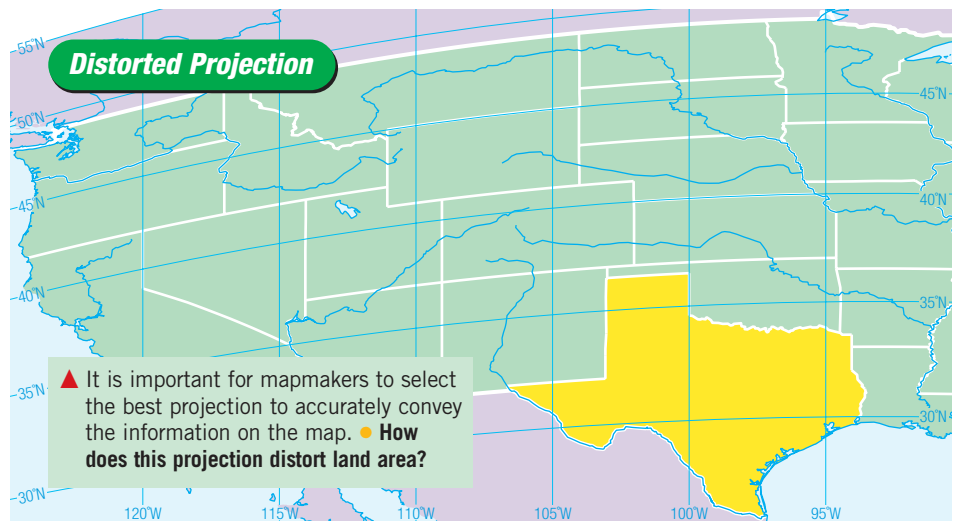 Distorted Projection
55°N
50°N
45°N
40°N
35°N
30°N
45°N
40°N
35°N
30°N
▲ It is important for mapmakers to select
the best projection to accurately convey
the information on the map. ● How
does this projection distort land area?
120°W
115°W
110°W
105°W
100°W
95°W